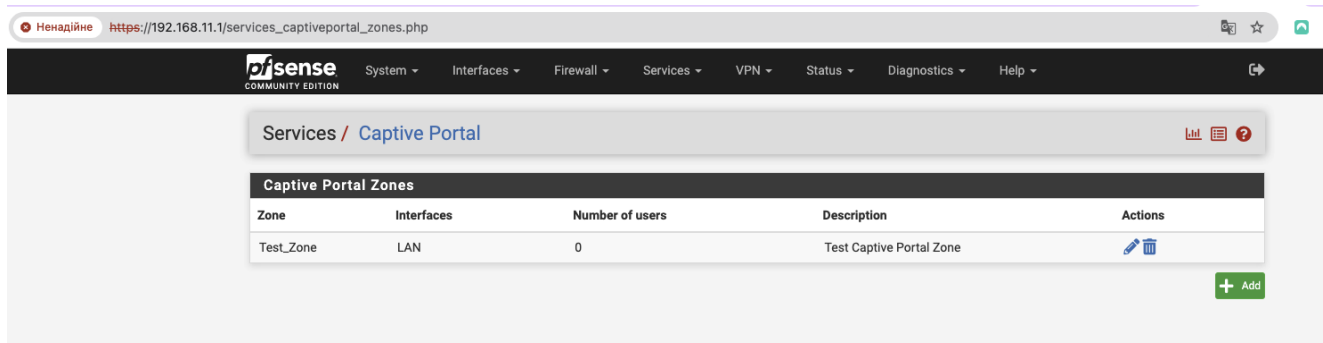 Ненадійне https://192.168.11.1/services_captiveportal_zones.php
pfsense System Interfaces Firewall Services VPN Status Diagnostics Help
COMMUNITY EDITION
Services / Captive Portal
Captive Portal Zones
Zone Interfaces Number of users Description Actions
Test_Zone LAN 0 Test Captive Portal Zone
Add